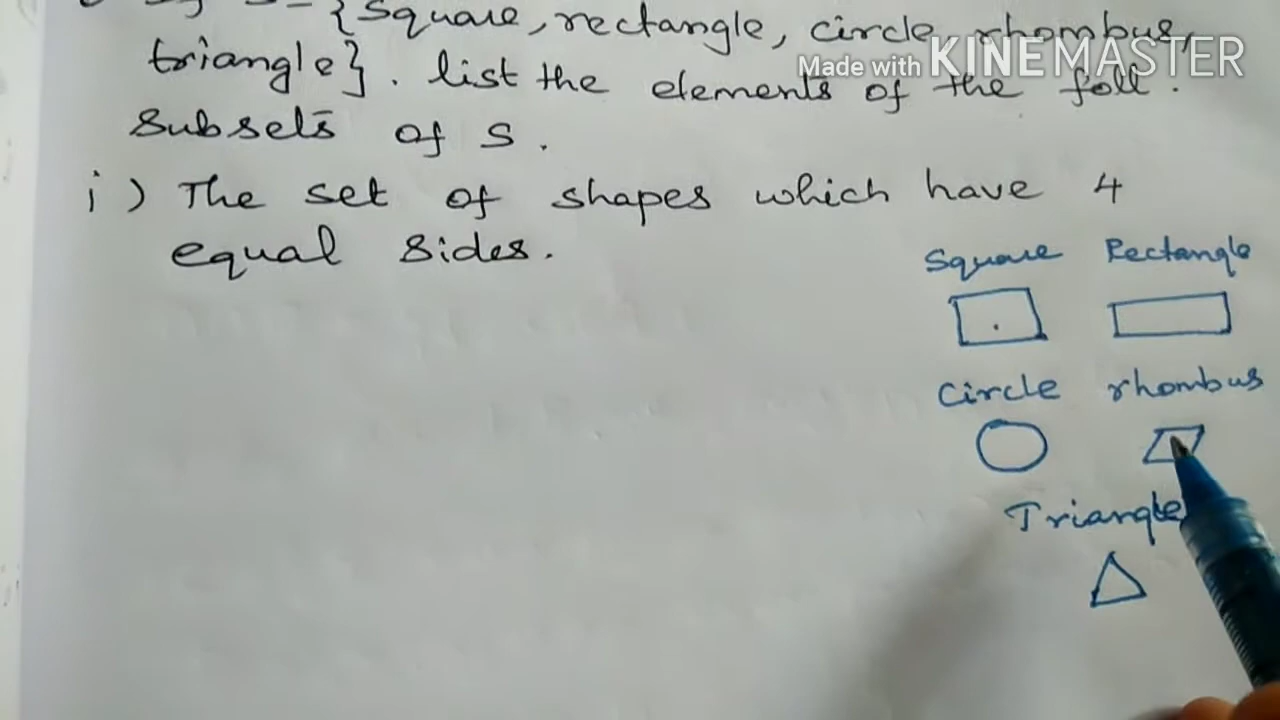 S = {Square, rectangle, circle, rhombus,
triangle}. list the elements of the foll.
Subsets of S.
Made with KINEMASTER
i) The set of shapes which have 4
equal sides.
Square Rectangle
Circle rhombus
Triangle